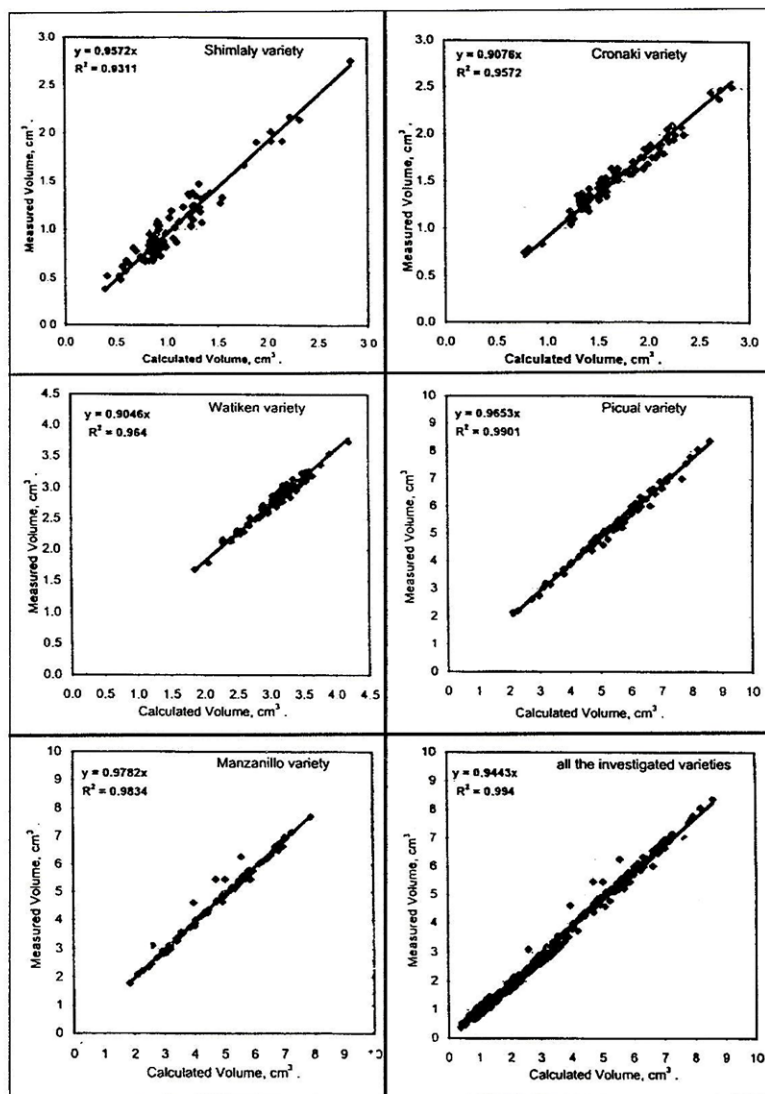 y = 0.9572x
Shimlaly variety
R² = 0.9311
Measured Volume, cm³ .
3.0
2.5
2.0
1.5
1.0
0.5
0.0
0.0 0.5 1.0 1.5 2.0 2.5 3.0
Calculated Volume, cm³ .
y = 0.9076x
Cronaki variety
R² = 0.9572
Measured Volume, cm³ .
3.0
2.5
2.0
1.5
1.0
0.5
0.0
0.0 0.5 1.0 1.5 2.0 2.5 3.0
Calculated Volume, cm³ .
y = 0.9046x
Watiken variety
R² = 0.964
Measured Volume, cm³ .
4.5
4.0
3.5
3.0
2.5
2.0
1.5
1.0
0.5
0.0
0.0 0.5 1.0 1.5 2.0 2.5 3.0 3.5 4.0 4.5
Calculated Volume, cm³ .
y = 0.9653x
Picual variety
R² = 0.9901
Measured Volume, cm³ .
10
9
8
7
6
5
4
3
2
1
0
0 1 2 3 4 5 6 7 8 9 10
Calculated Volume, cm³ .
y = 0.9782x
Manzanillo variety
R² = 0.9834
Measured Volume, cm³ .
10
9
8
7
6
5
4
3
2
1
0
0 1 2 3 4 5 6 7 8 9 10
Calculated Volume, cm³ .
y = 0.9443x
all the investigated varieties
R² = 0.994
Measured Volume, cm³ .
10
9
8
7
6
5
4
3
2
1
0
0 1 2 3 4 5 6 7 8 9 10
Calculated Volume, cm³ .